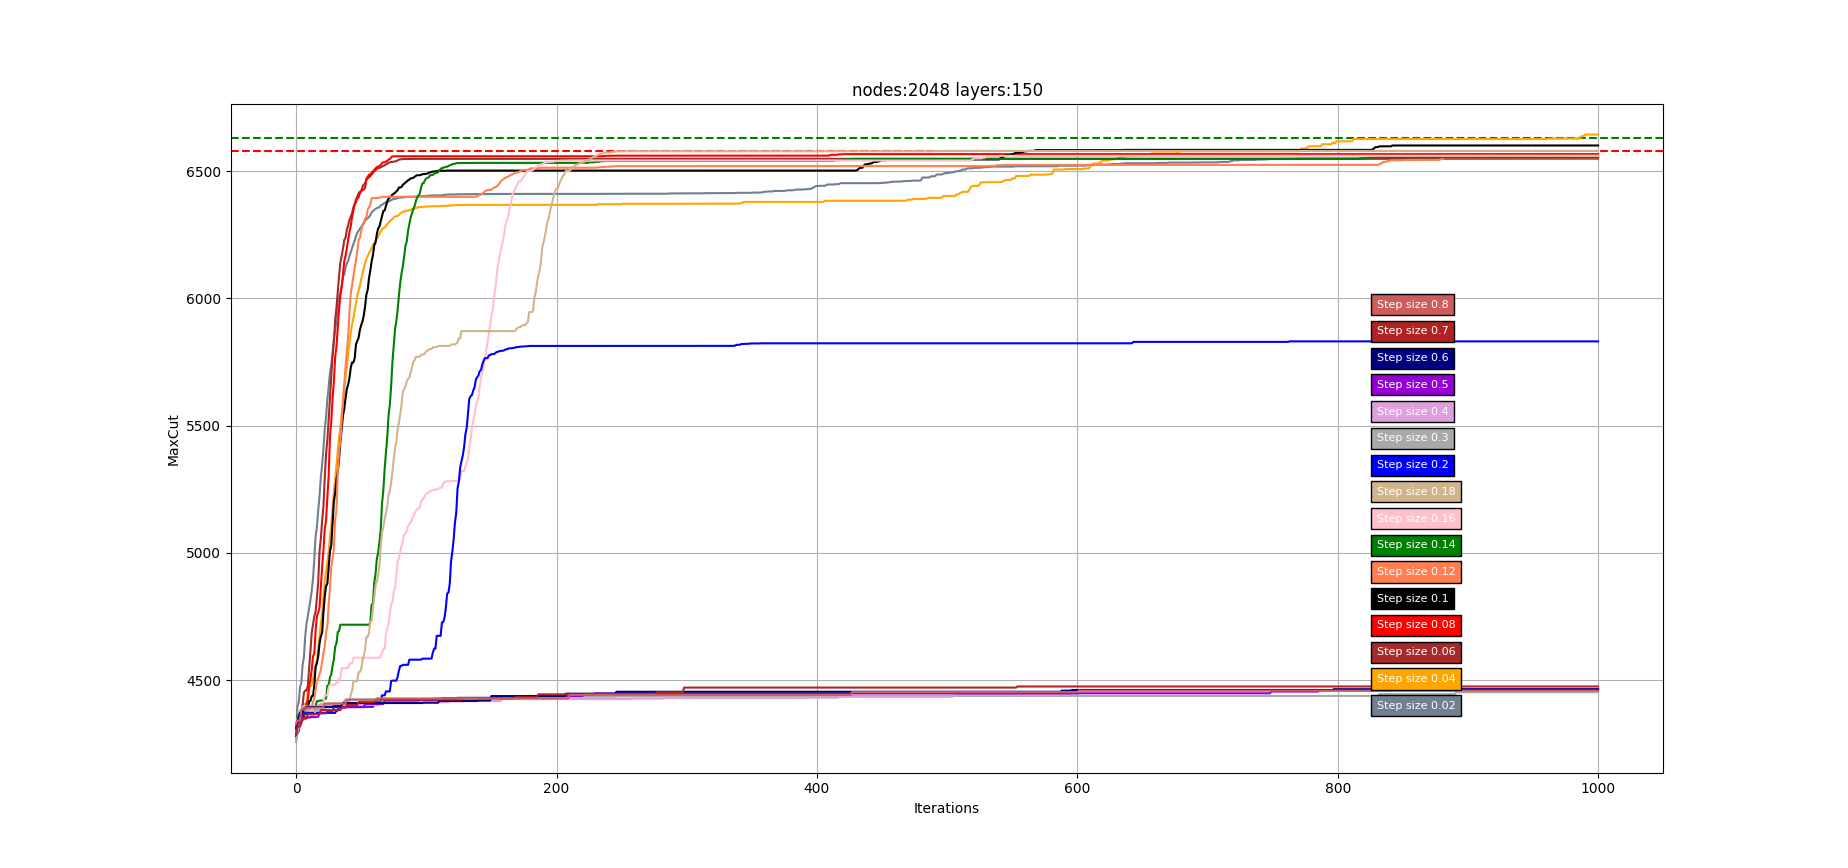 nodes:2048 layers:150
MaxCut
6500
6000
5500
5000
4500
Step size 0.8
Step size 0.7
Step size 0.6
Step size 0.5
Step size 0.4
Step size 0.3
Step size 0.2
Step size 0.18
Step size 0.16
Step size 0.14
Step size 0.12
Step size 0.1
Step size 0.08
Step size 0.06
Step size 0.04
Step size 0.02
0
200
400
600
800
1000
Iterations